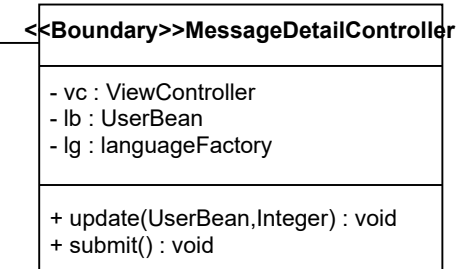 <<Boundary>>MessageDetailController
- vc : ViewController
- lb : UserBean
- lg : languageFactory
+ update(UserBean,Integer) : void
+ submit() : void